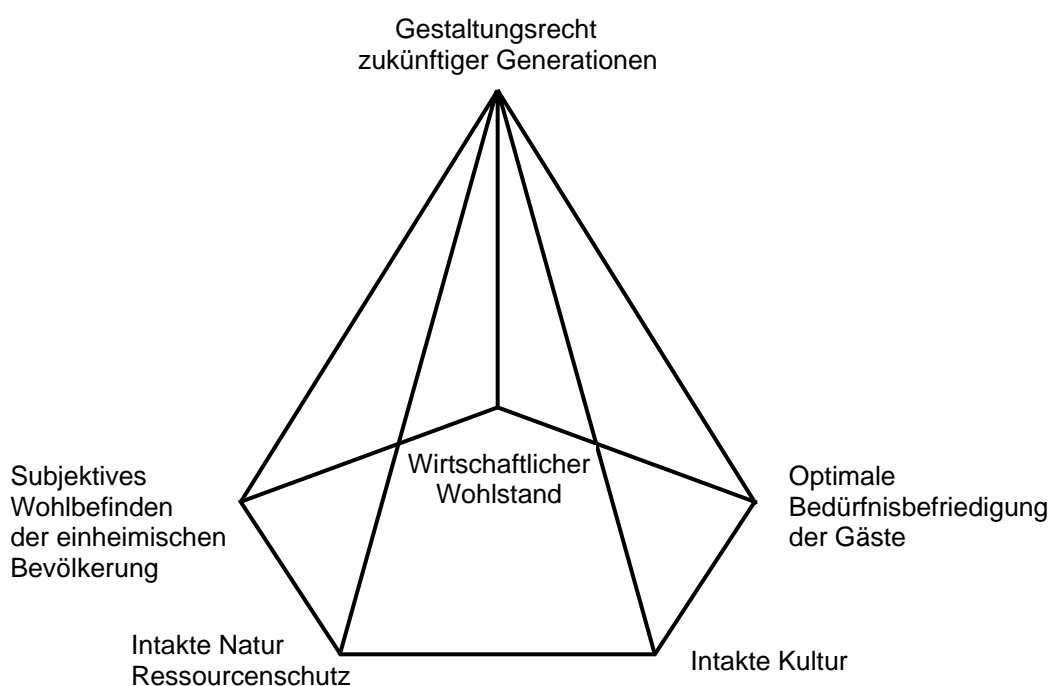 Gestaltungsrecht
zukünftiger Generationen
Wirtschaftlicher
Wohlstand
Subjektives
Wohlbefinden
der einheimischen
Bevölkerung
Optimale
Bedürfnisbefriedigung
der Gäste
Intakte Natur
Ressourcenschutz
Intakte Kultur